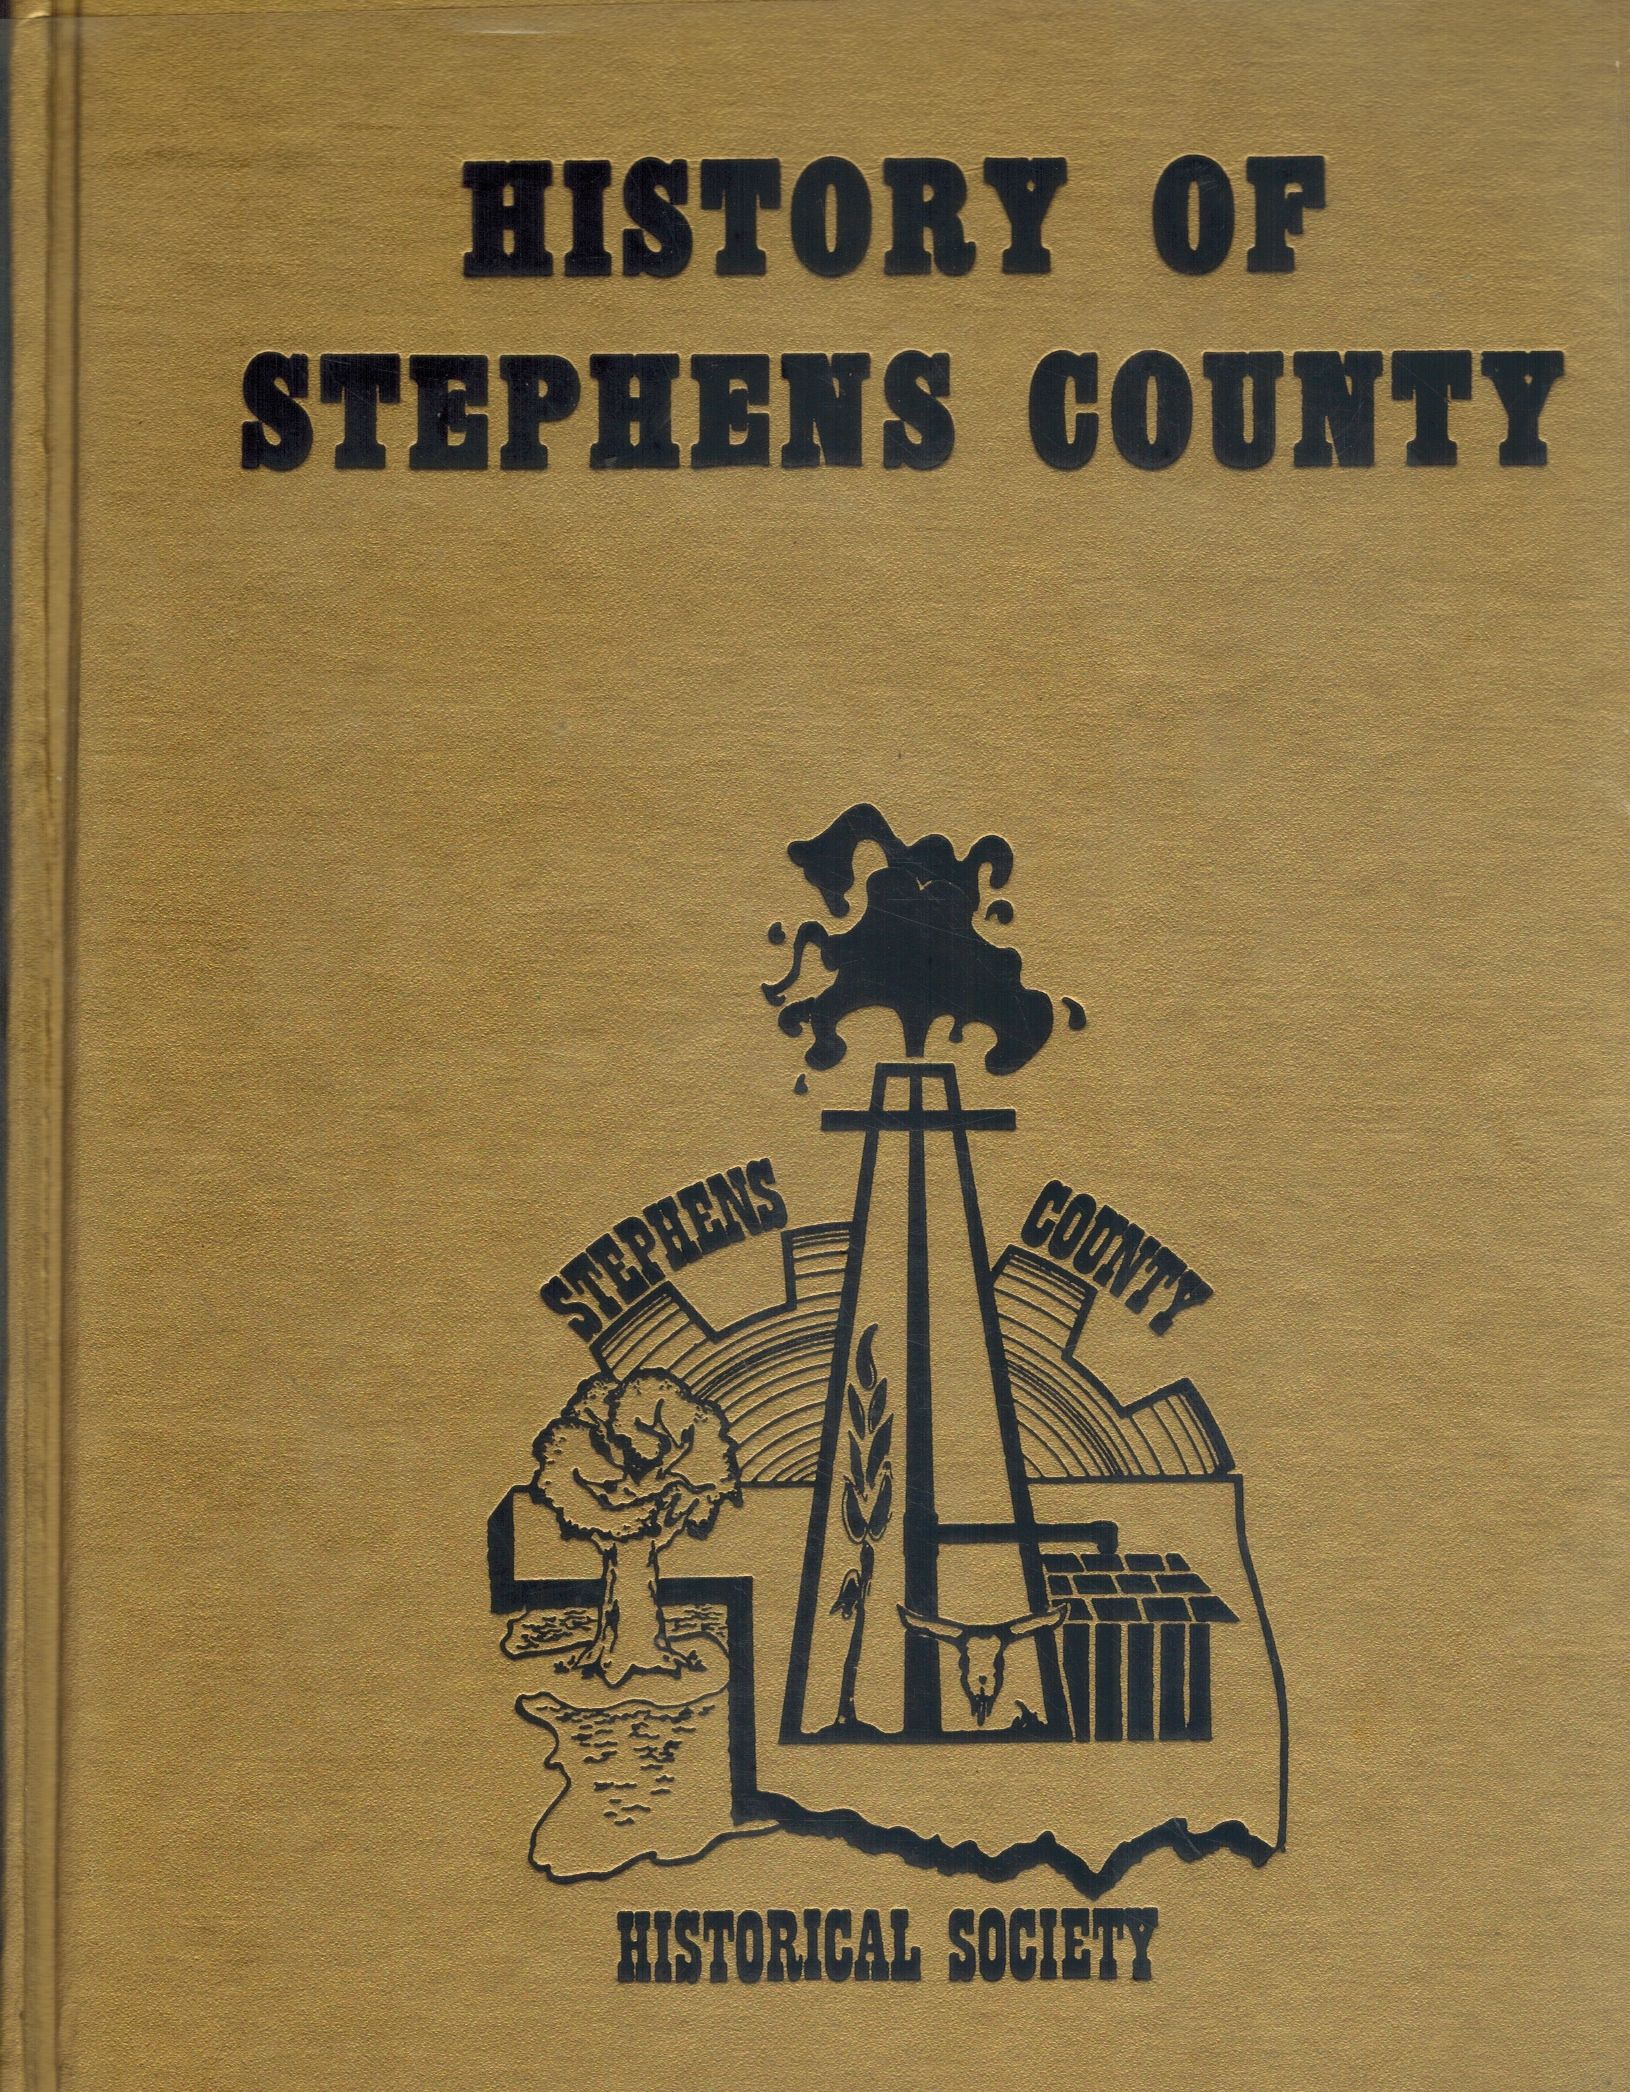 HISTORY OF
STEPHENS COUNTY
STEPHENS COUNTY
HISTORICAL SOCIETY